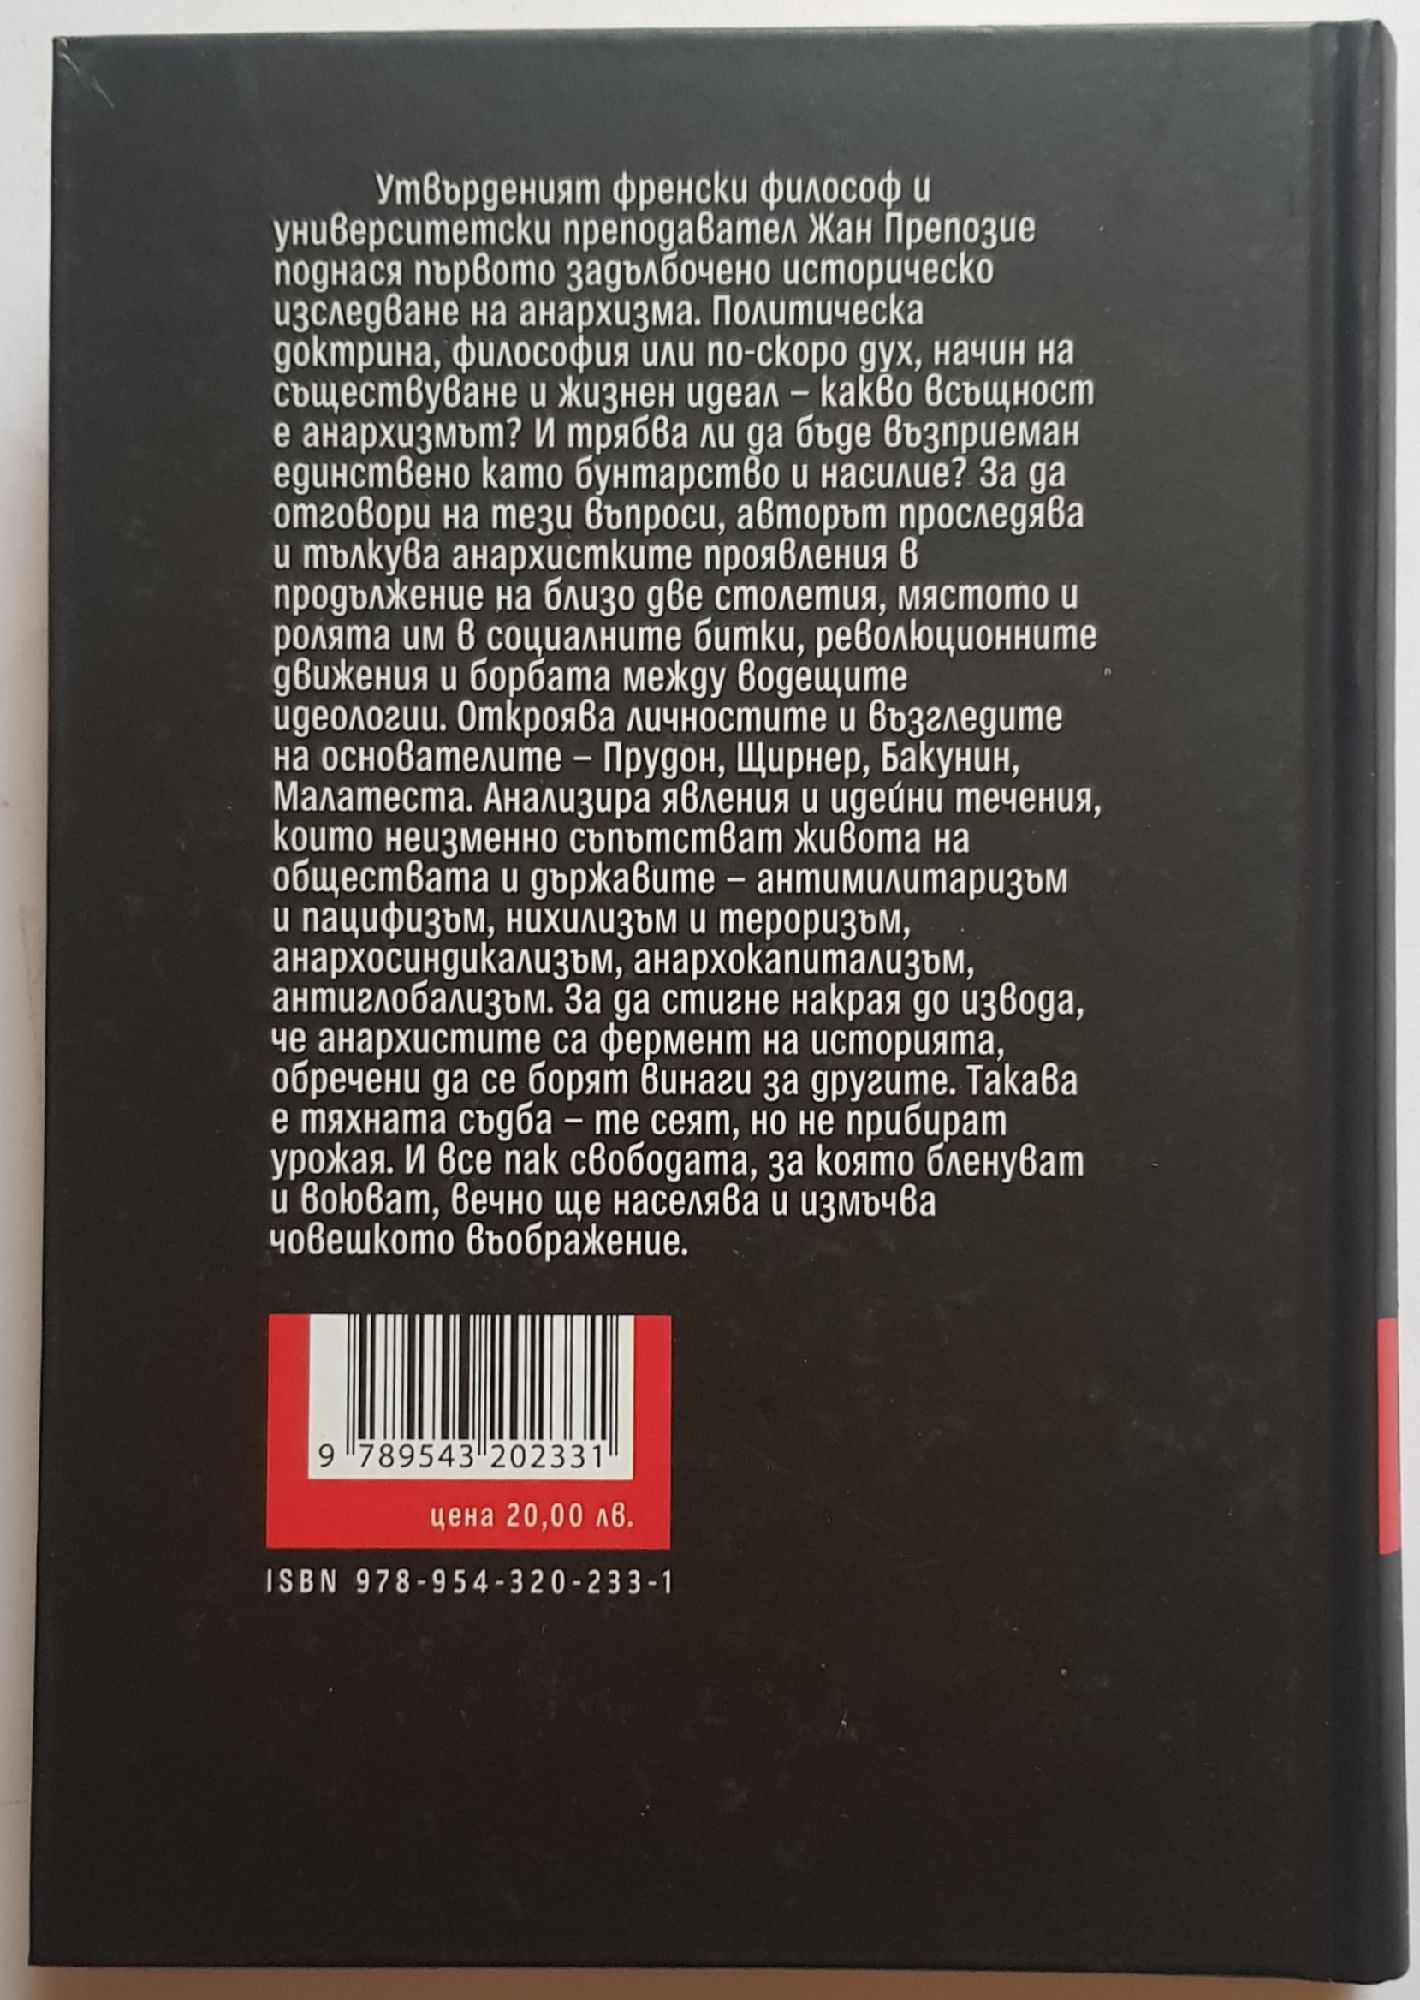 Утвърденият френски философ и
университетски преподавател Жан Препозие
поднася първото задълбочено историческо
изследване на анархизма. Политическа
доктрина, философия или по-скоро дух, начин на
съществуване и жизнен идеал – какво всъщност
е анархизмът? И трябва ли да бъде възприеман
единствено като бунтарство и насилие? За да
отговори на тези въпроси, авторът проследява
и тълкува анархистките проявления в
продължение на близо две столетия, мястото и
ролята им в социалните битки, революционните
движения и борбата между водещите
идеологии. Откроява личностите и възгледите
на основателите – Прудон, Щирнер, Бакунин,
Малатеста. Анализира явления и идейни течения,
които неизменно съпътстват живота на
обществата и държавите – антимилитаризъм
и пацифизъм, нихилизъм и тероризъм,
анархосиндикализъм, анархокапитализъм,
антиглобализъм. За да стигне накрая до извода,
че анархистите са фермент на историята,
обречени да се борят винаги за другите. Такава
е тяхната съдба – те сеят, но не прибират
урожая. И все пак свободата, за която бленуват
и воюват, вечно ще населява и измъчва
човешкото въображение.
9 789543 202331
цена 20,00 лв.
ISBN 978-954-320-233-1